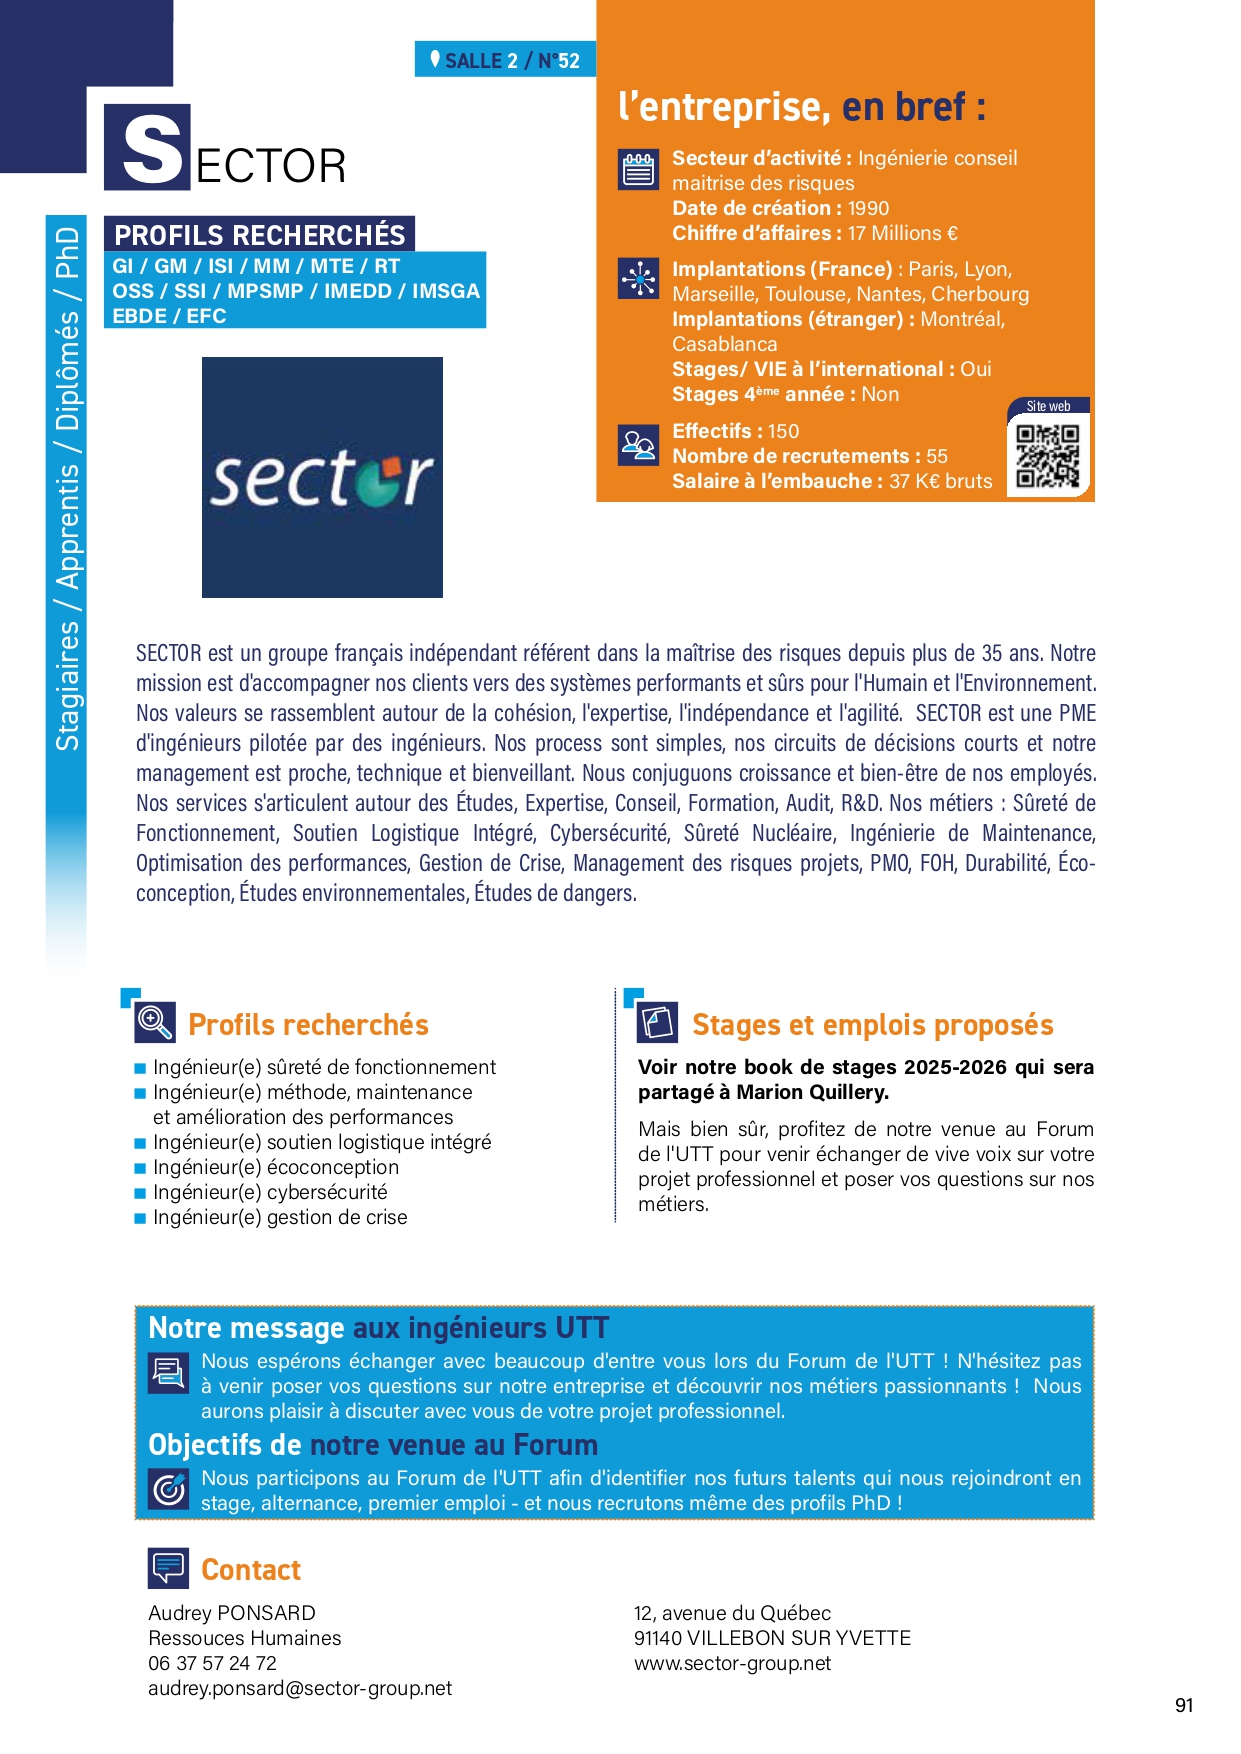 SALLE 2 / N°52
SECTOR
PROFILS RECHERCHÉS
GI / GM / ISI / MM / MTE / RT
OSS / SSI / MPSMP / IMEDD / IMSGA
EBDE / EFC
Stagiaires / Apprentis / Diplômés / PhD
sector
l'entreprise, en bref :
Secteur d'activité : Ingénierie conseil
maitrise des risques
Date de création : 1990
Chiffre d'affaires : 17 Millions €
Implantations (France) : Paris, Lyon,
Marseille, Toulouse, Nantes, Cherbourg
Implantations (étranger) : Montréal,
Casablanca
Stages/ VIE à l'international : Oui
Stages 4ème année : Non
Effectifs : 150
Nombre de recrutements : 55
Salaire à l'embauche : 37 K€ bruts
Site web
SECTOR est un groupe français indépendant référent dans la maîtrise des risques depuis plus de 35 ans. Notre
mission est d'accompagner nos clients vers des systèmes performants et sûrs pour l'Humain et l'Environnement.
Nos valeurs se rassemblent autour de la cohésion, l'expertise, l'indépendance et l'agilité.  SECTOR est une PME
d'ingénieurs pilotée par des ingénieurs. Nos process sont simples, nos circuits de décisions courts et notre
management est proche, technique et bienveillant. Nous conjuguons croissance et bien-être de nos employés.
Nos services s'articulent autour des Études, Expertise, Conseil, Formation, Audit, R&D. Nos métiers : Sûreté de
Fonctionnement, Soutien Logistique Intégré, Cybersécurité, Sûreté Nucléaire, Ingénierie de Maintenance,
Optimisation des performances, Gestion de Crise, Management des risques projets, PMO, FOH, Durabilité, Éco-
conception, Études environnementales, Études de dangers.
Profils recherchés
Ingénieur(e) sûreté de fonctionnement
Ingénieur(e) méthode, maintenance
et amélioration des performances
Ingénieur(e) soutien logistique intégré
Ingénieur(e) écoconception
Ingénieur(e) cybersécurité
Ingénieur(e) gestion de crise
Stages et emplois proposés
Voir notre book de stages 2025-2026 qui sera
partagé à Marion Quillery.
Mais bien sûr, profitez de notre venue au Forum
de l'UTT pour venir échanger de vive voix sur votre
projet professionnel et poser vos questions sur nos
métiers.
Notre message aux ingénieurs UTT
Nous espérons échanger avec beaucoup d'entre vous lors du Forum de l'UTT ! N'hésitez pas
à venir poser vos questions sur notre entreprise et découvrir nos métiers passionnants !  Nous
aurons plaisir à discuter avec vous de votre projet professionnel.
Objectifs de notre venue au Forum
Nous participons au Forum de l'UTT afin d'identifier nos futurs talents qui nous rejoindront en
stage, alternance, premier emploi - et nous recrutons même des profils PhD !
Contact
Audrey PONSARD
Ressouces Humaines
06 37 57 24 72
audrey.ponsard@sector-group.net
12, avenue du Québec
91140 VILLEBON SUR YVETTE
www.sector-group.net
91